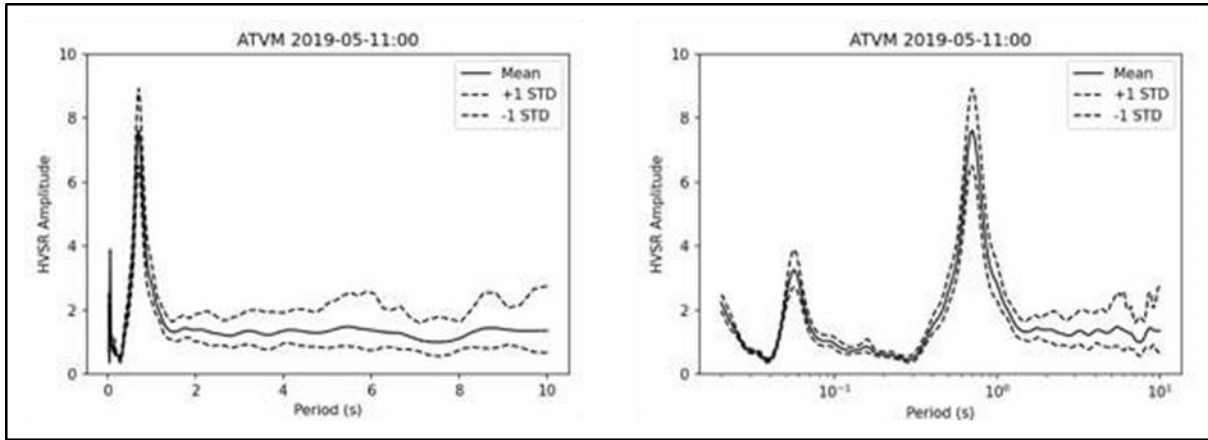 ATVM 2019-05-11:00
10
8
6
4
2
0
HVSR Amplitude
Mean
+1 STD
-1 STD
0
2
4
6
8
10
Period (s)
ATVM 2019-05-11:00
10
8
6
4
2
0
HVSR Amplitude
Mean
+1 STD
-1 STD
10⁻¹
10⁰
10¹
Period (s)